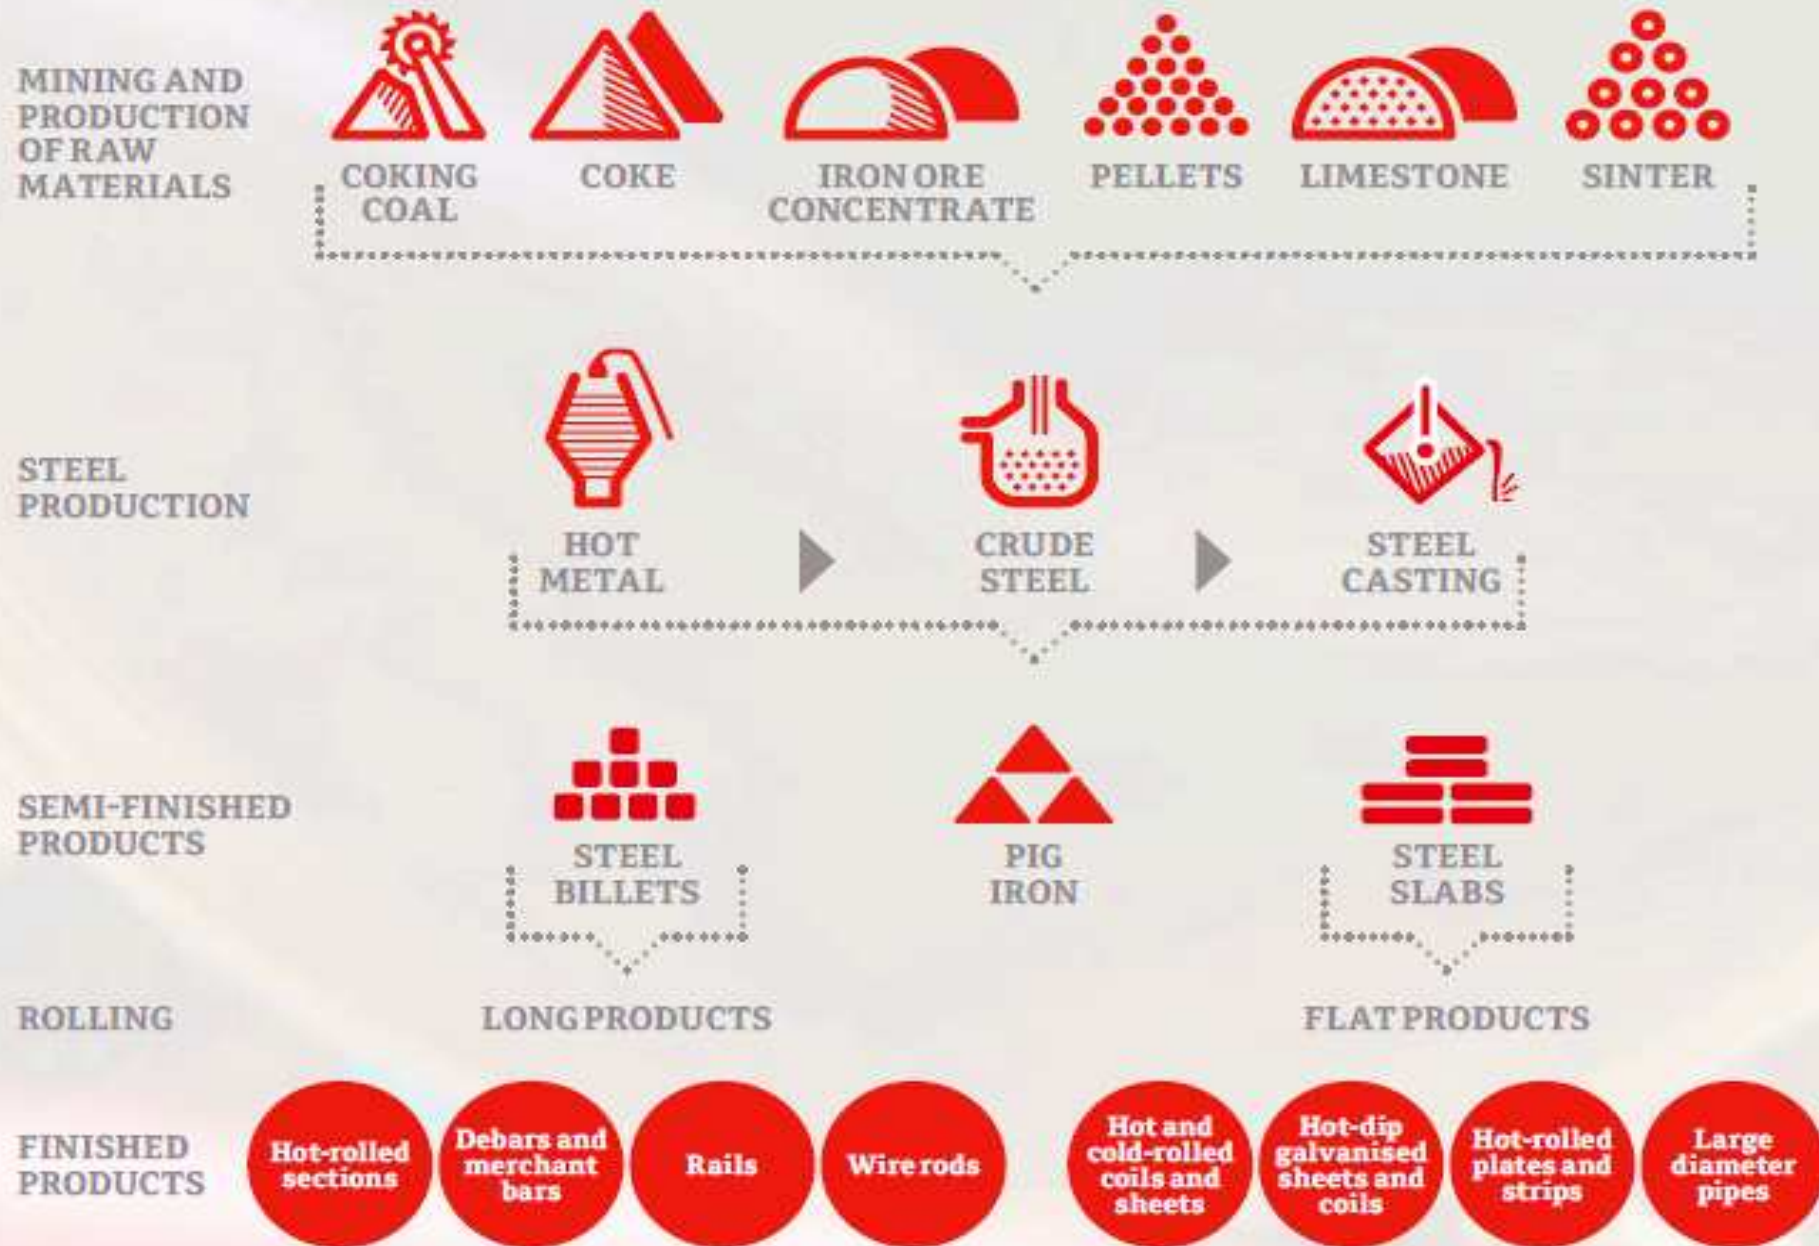 MINING AND
PRODUCTION
OF RAW
MATERIALS
COKING
COAL
COKE
IRON ORE
CONCENTRATE
PELLETS
LIMESTONE
SINTER
STEEL
PRODUCTION
HOT
METAL
CRUDE
STEEL
STEEL
CASTING
SEMI-FINISHED
PRODUCTS
STEEL
BILLETS
PIG
IRON
STEEL
SLABS
ROLLING
LONG PRODUCTS
FLAT PRODUCTS
FINISHED
PRODUCTS
Hot-rolled
sections
Debars and
merchant
bars
Rails
Wire rods
Hot and
cold-rolled
coils and
sheets
Hot-dip
galvanised
sheets and
coils
Hot-rolled
plates and
strips
Large
diameter
pipes